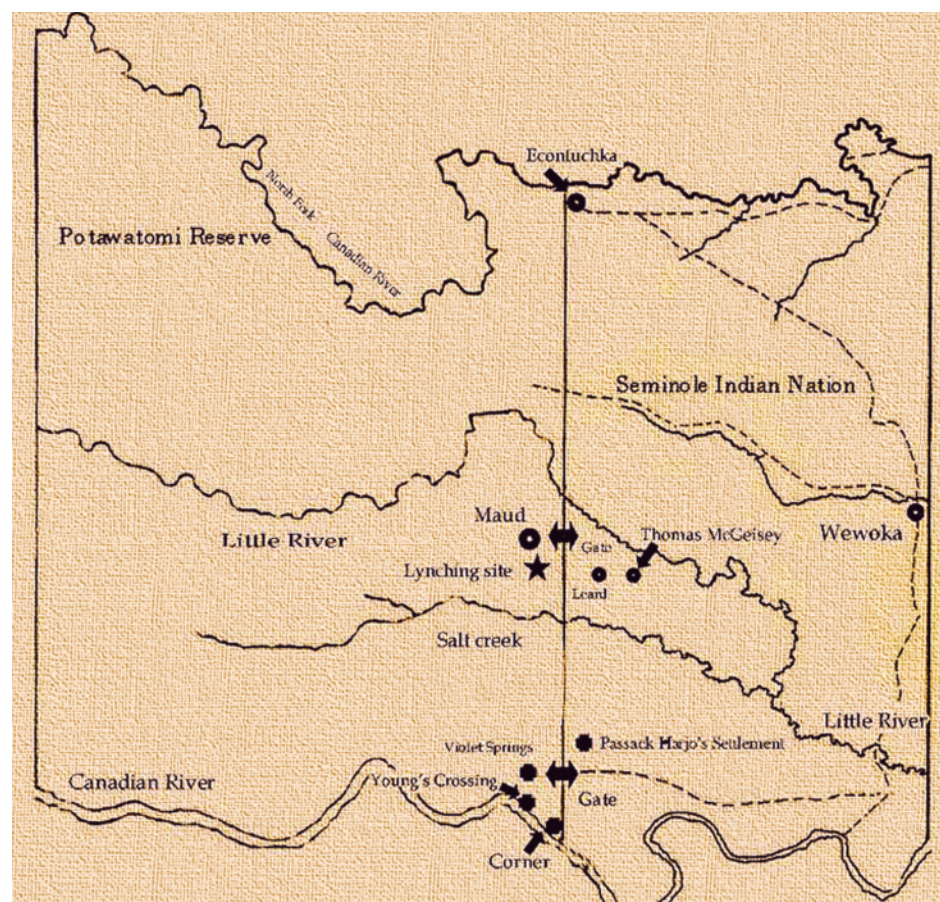 Econtuchka
North Fork Canadian River
Potawatomi Reserve
Seminole Indian Nation
Maud
Little River
Gate
Thomas McGeisey
Wewoka
Lynching site
Leard
Salt creek
Little River
Violet Springs
Passack Harjo's Settlement
Canadian River
Young's Crossing
Gate
Corner